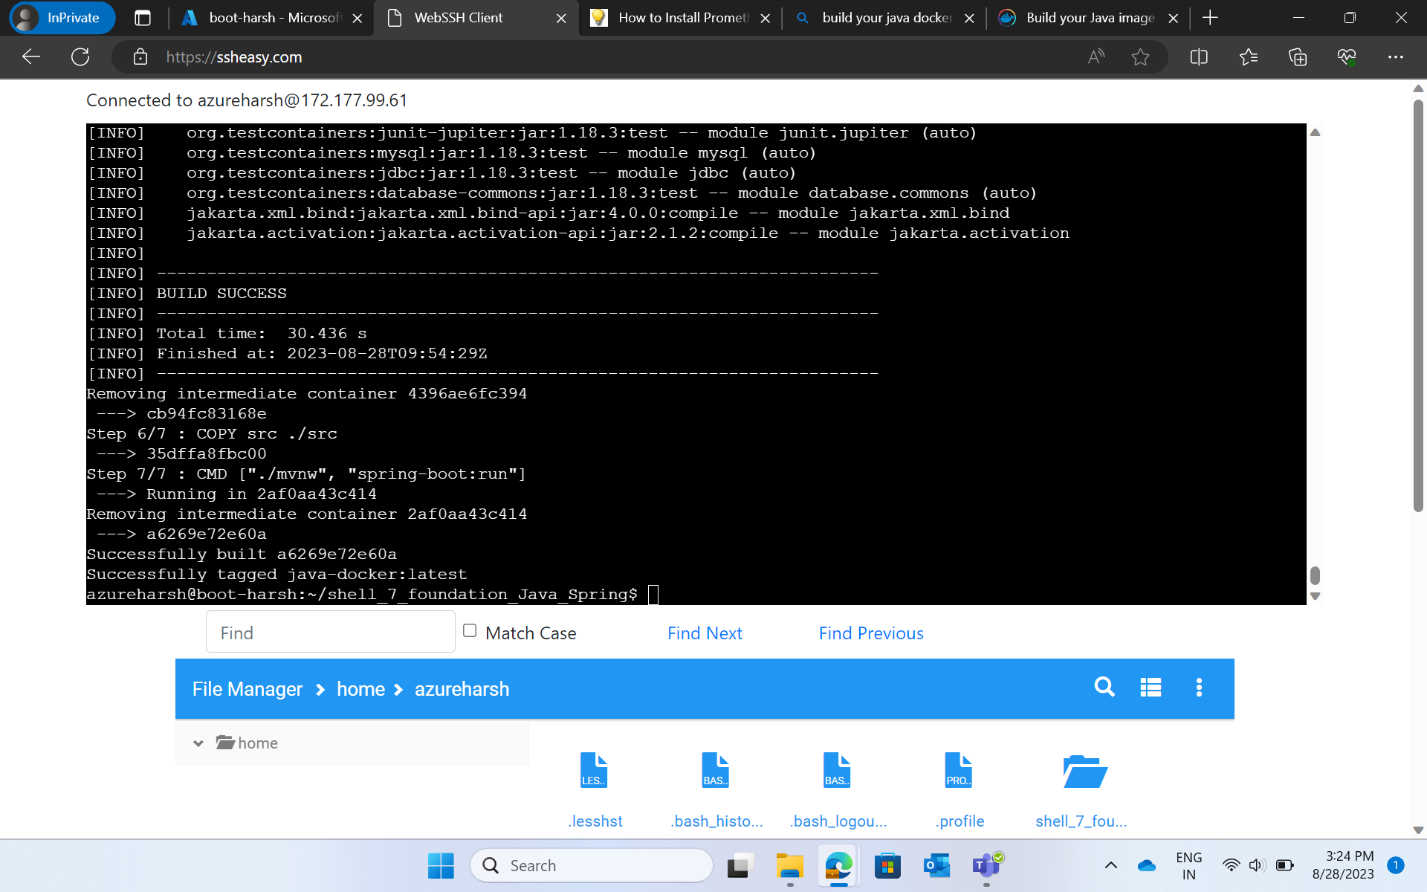 InPrivate
boot-harsh - Microsof
WebSSH Client
How to Install Promet
build your java docker
Build your Java image
https://ssheasy.com
Connected to azureharsh@172.177.99.61
[INFO] org.testcontainers:junit-jupiter:jar:1.18.3:test -- module junit.jupiter (auto)
[INFO] org.testcontainers:mysql:jar:1.18.3:test -- module mysql (auto)
[INFO] org.testcontainers:jdbc:jar:1.18.3:test -- module jdbc (auto)
[INFO] org.testcontainers:database-commons:jar:1.18.3:test -- module database.commons (auto)
[INFO] jakarta.xml.bind:jakarta.xml.bind-api:jar:4.0.0:compile -- module jakarta.xml.bind
[INFO] jakarta.activation:jakarta.activation-api:jar:2.1.2:compile -- module jakarta.activation
[INFO]
[INFO] ------------------------------------------------------------------------
[INFO] BUILD SUCCESS
[INFO] ------------------------------------------------------------------------
[INFO] Total time:  30.436 s
[INFO] Finished at: 2023-08-28T09:54:29Z
[INFO] ------------------------------------------------------------------------
Removing intermediate container 4396ae6fc394
 ---> cb94fc83168e
Step 6/7 : COPY src ./src
 ---> 35dffa8fbc00
Step 7/7 : CMD ["./mvnw", "spring-boot:run"]
 ---> Running in 2af0aa43c414
Removing intermediate container 2af0aa43c414
 ---> a6269e72e60a
Successfully built a6269e72e60a
Successfully tagged java-docker:latest
azureharsh@boot-harsh:~/shell_7_foundation_Java_Spring$
Find
Match Case
Find Next
Find Previous
File Manager > home > azureharsh
home
LES..
BAS..
BAS..
PRO..
.lesshst
.bash_histo...
.bash_logou...
.profile
shell_7_fou...
Search
ENG
IN
3:24 PM
8/28/2023
1